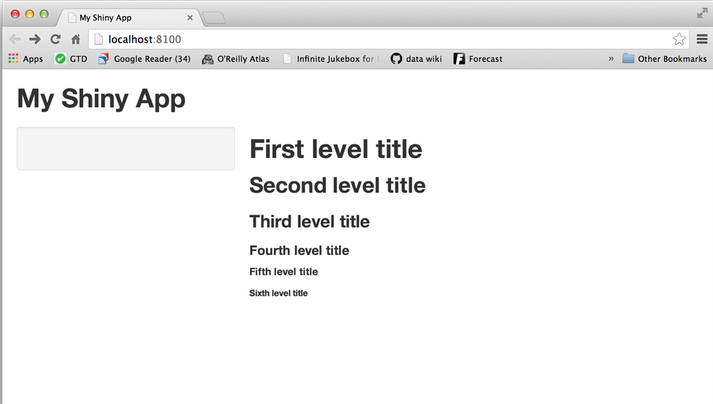 My Shiny App
localhost:8100
Apps GTD Google Reader (34) O'Reilly Atlas Infinite Jukebox for data wiki Forecast » Other Bookmarks
My Shiny App
First level title
Second level title
Third level title
Fourth level title
Fifth level title
Sixth level title